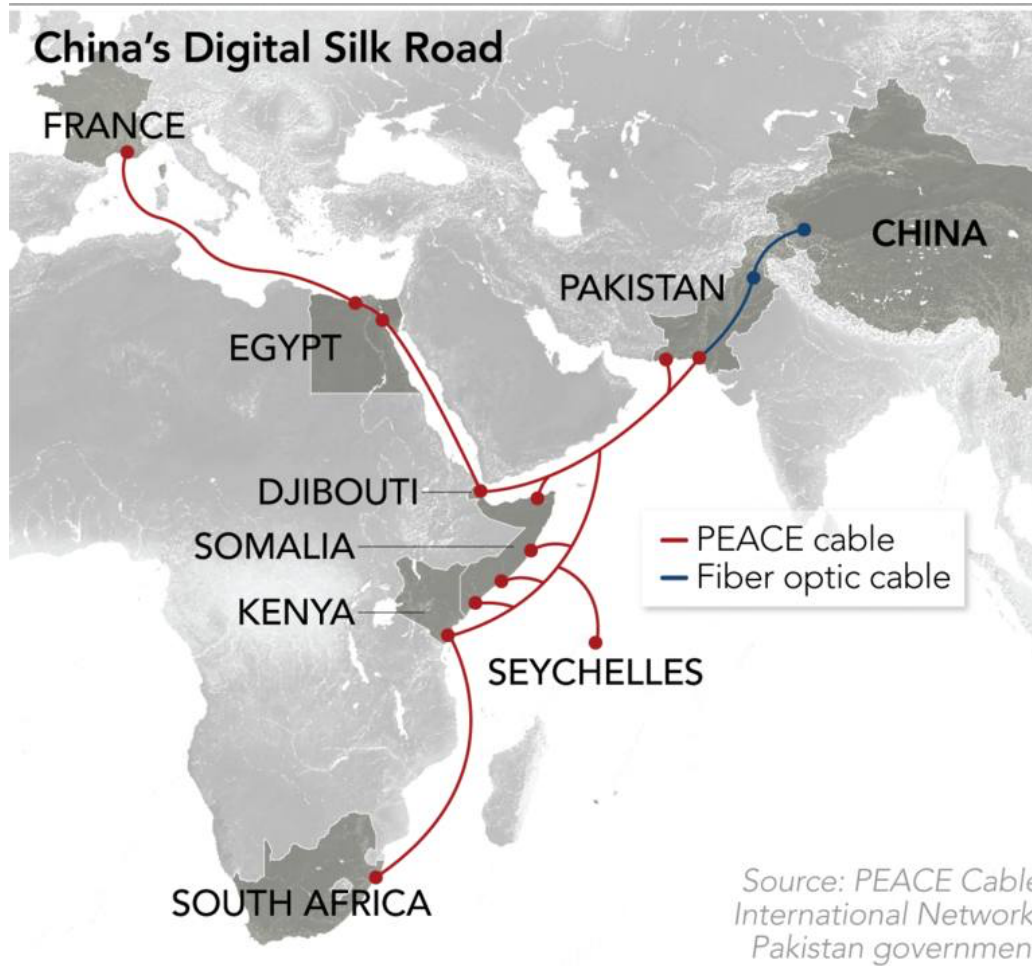 China's Digital Silk Road
FRANCE
CHINA
PAKISTAN
EGYPT
DJIBOUTI
SOMALIA
PEACE cable
Fiber optic cable
KENYA
SEYCHELLES
SOUTH AFRICA
Source: PEACE Cable
International Network
Pakistan governmen